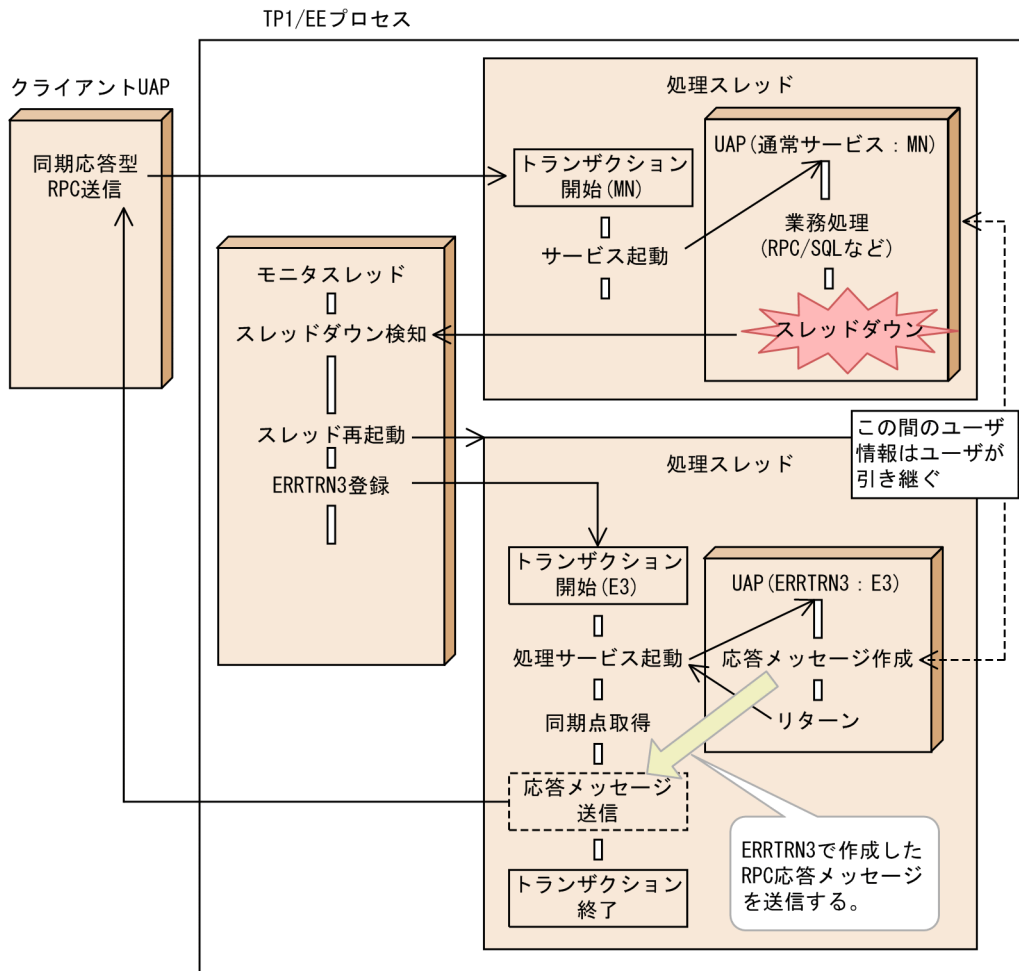 TP1/EEプロセス
クライアントUAP
同期応答型
RPC送信
処理スレッド
トランザクション
開始(MN)
サービス起動
UAP(通常サービス：MN)
業務処理
(RPC/SQLなど)
スレッドダウン
モニタスレッド
スレッドダウン検知
スレッド再起動
ERRTRN3登録
この間のユーザ
情報はユーザが
引き継ぐ
処理スレッド
トランザクション
開始(E3)
処理サービス起動
同期点取得
応答メッセージ
送信
トランザクション
終了
UAP(ERRTRN3：E3)
応答メッセージ作成
リターン
ERRTRN3で作成した
RPC応答メッセージ
を送信する。